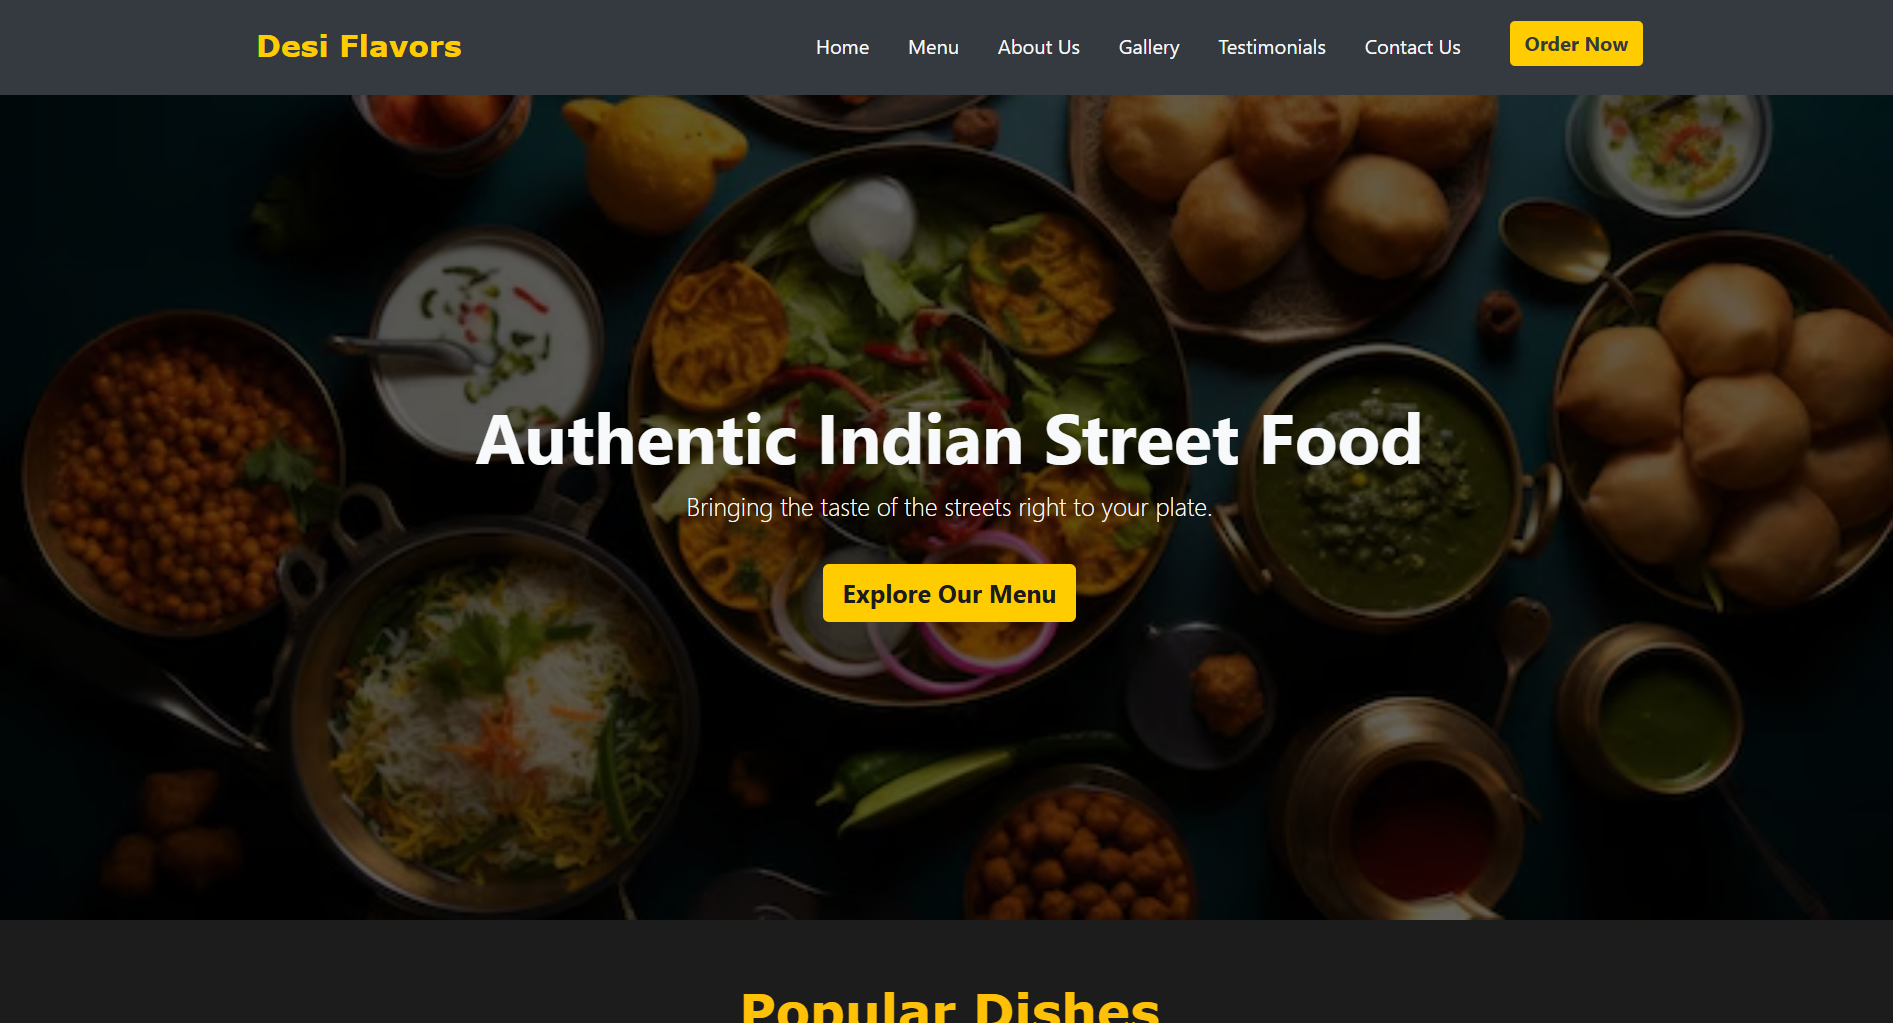 Desi Flavors
Home
Menu
About Us
Gallery
Testimonials
Contact Us
Order Now
Authentic Indian Street Food
Bringing the taste of the streets right to your plate.
Explore Our Menu
Popular Dishes